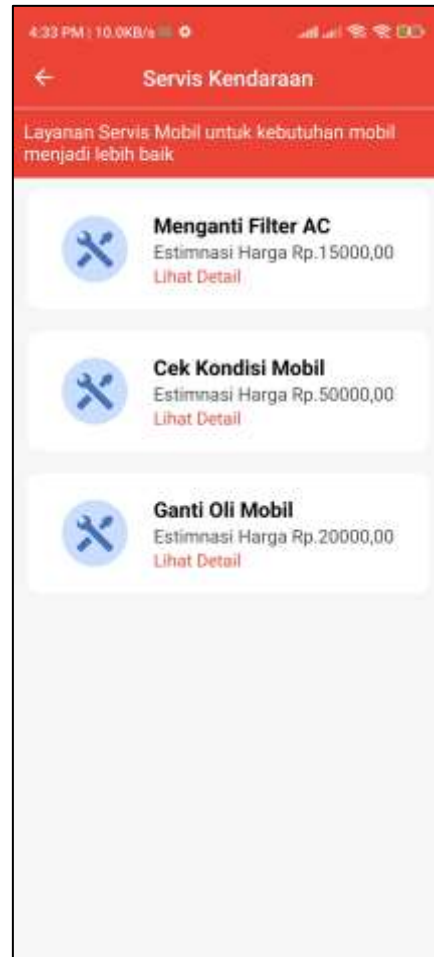 4:33 PM | 10.0KB/s
Servis Kendaraan
Layanan Servis Mobil untuk kebutuhan mobil
menjadi lebih baik
Menganti Filter AC
Estimnasi Harga Rp.15000,00
Lihat Detail
Cek Kondisi Mobil
Estimnasi Harga Rp.50000,00
Lihat Detail
Ganti Oli Mobil
Estimnasi Harga Rp.20000,00
Lihat Detail